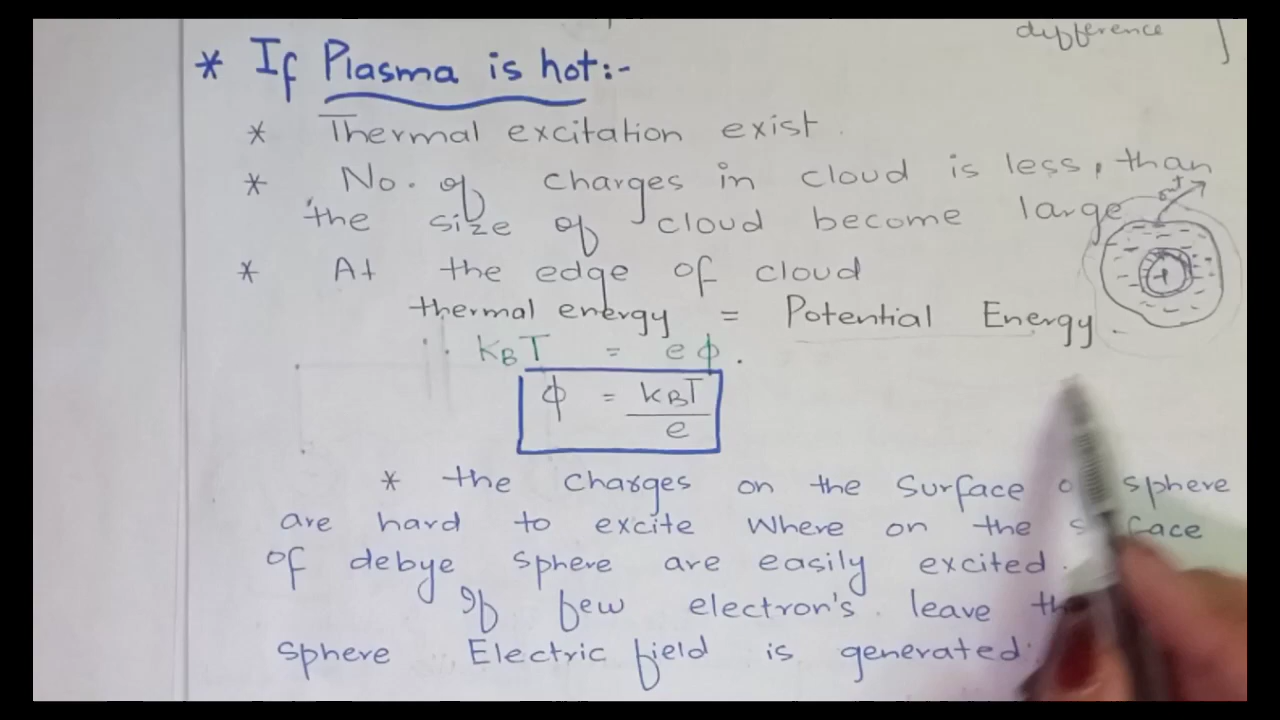 difference ]
* If Plasma is hot:-
* Thermal excitation exist.
* No. of charges in cloud is less, than
the size of cloud become large
* At the edge of cloud
thermal energy = Potential Energy.
KBT = eϕ.
ϕ = KBT/e
* the charges on the surface sphere
are hard to excite where on the
of debye sphere are easily excited.
If few electron's leave
sphere Electric field is generated.